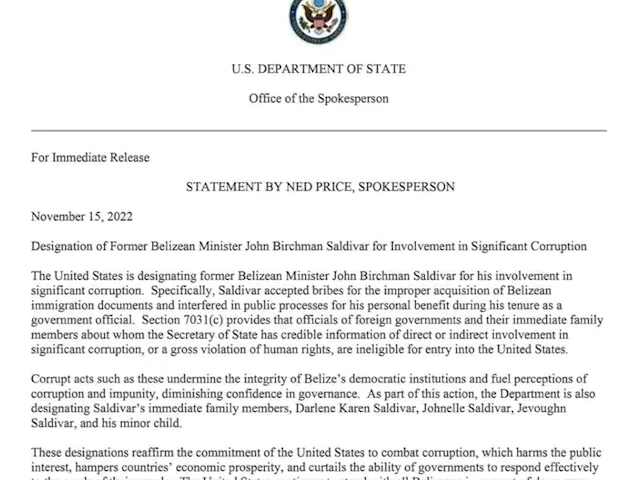 U.S. DEPARTMENT OF STATE
Office of the Spokesperson
For Immediate Release
STATEMENT BY NED PRICE, SPOKESPERSON
November 15, 2022
Designation of Former Belizean Minister John Birchman Saldivar for Involvement in Significant Corruption
The United States is designating former Belizean Minister John Birchman Saldivar for his involvement in
significant corruption.  Specifically, Saldivar accepted bribes for the improper acquisition of Belizean
immigration documents and interfered in public processes for his personal benefit during his tenure as a
government official.  Section 7031(c) provides that officials of foreign governments and their immediate family
members about whom the Secretary of State has credible information of direct or indirect involvement in
significant corruption, or a gross violation of human rights, are ineligible for entry into the United States.
Corrupt acts such as these undermine the integrity of Belize’s democratic institutions and fuel perceptions of
corruption and impunity, diminishing confidence in governance.  As part of this action, the Department is also
designating Saldivar’s immediate family members, Darlene Karen Saldivar, Johnelle Saldivar, Jevoughn
Saldivar, and his minor child.
These designations reaffirm the commitment of the United States to combat corruption, which harms the public
interest, hampers countries’ economic prosperity, and curtails the ability of governments to respond effectively